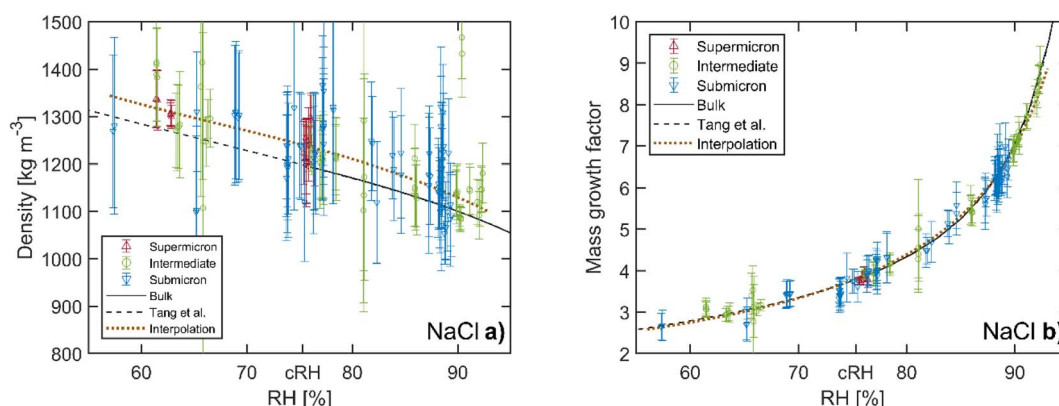 1500
1400
1300
1200
1100
1000
900
800
Density [kg m⁻³]
Supermicron
Intermediate
Submicron
Bulk
Tang et al.
Interpolation
NaCl a)
60 70 cRH 80 90
RH [%]
10
9
8
7
6
5
4
3
2
Mass growth factor
Supermicron
Intermediate
Submicron
Bulk
Tang et al.
Interpolation
NaCl b)
60 70 cRH 80 90
RH [%]